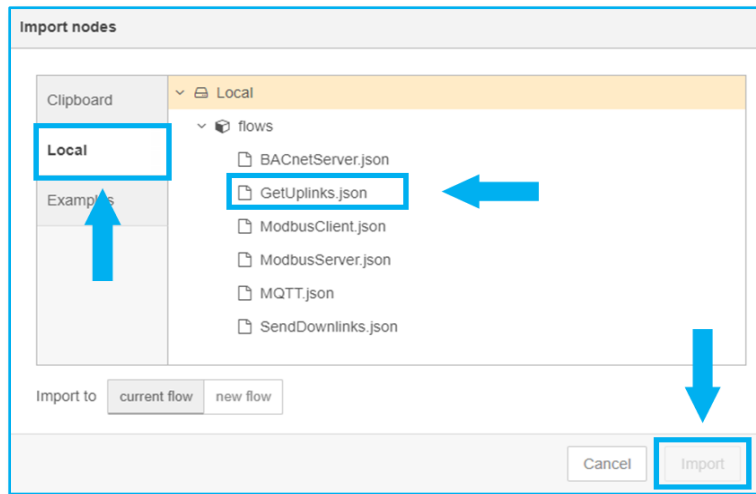 Import nodes
Clipboard
Local
Examples
Local
flows
BACnetServer.json
GetUplinks.json
ModbusClient.json
ModbusServer.json
MQTT.json
SendDownlinks.json
Import to current flow new flow
Cancel Import